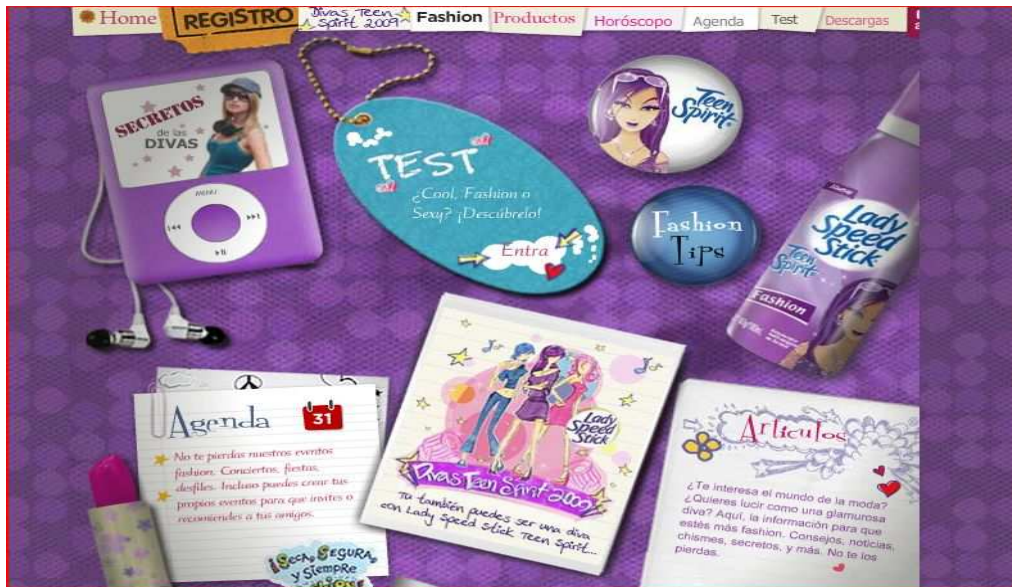 Home
REGISTRO
Divas Teen
Spirit 2009
Fashion
Productos
Horóscopo
Agenda
Test
Descargas
SECRETOS
de las
DIVAS
MENU
TEST
¿Cool, Fashion o
Sexy? ¡Descúbrelo!
Entra
Teen
Spirit
Fashion
Tips
Lady
Speed
Stick
Teen
Spirit
Fashion
Agenda
31
No te pierdas nuestros eventos
fashion. Conciertos, fiestas,
desfiles. Incluso puedes crear tus
propios eventos para que invites o
recomiendes a tus amigos.
¡Seca, Segura,
y Siempre
Lady
Speed
Stick
Divas Teen Spirit 2009
Tu también puedes ser una diva
con Lady Speed Stick Teen Spirit...
Artículos
¿Te interesa el mundo de la moda?
¿Quieres lucir como una glamurosa
diva? Aquí, la información para que
estés más fashion. Consejos, noticias,
chismes, secretos, y más. No te los
pierdas.